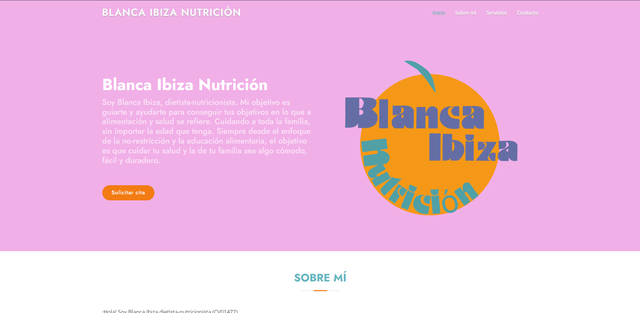 BLANCA IBIZA NUTRICIÓN
Inicio Sobre mí Servicios Contacto
Blanca Ibiza Nutrición
Soy Blanca Ibiza, dietista-nutricionista. Mi objetivo es
guiarte y ayudarte para conseguir tus objetivos en lo que a
alimentación y salud se refiere. Cuidando a toda la familia,
sin importar la edad que tenga. Siempre desde el enfoque
de la no-restricción y la educación alimentaria, el objetivo
es que cuidar tu salud y la de tu familia sea algo cómodo,
fácil y duradero.
Solicitar cita
Blanca
Ibiza
Nutrición
SOBRE MÍ
¡Hola! Soy Blanca Ibiza dietista-nutricionista (CV01477)